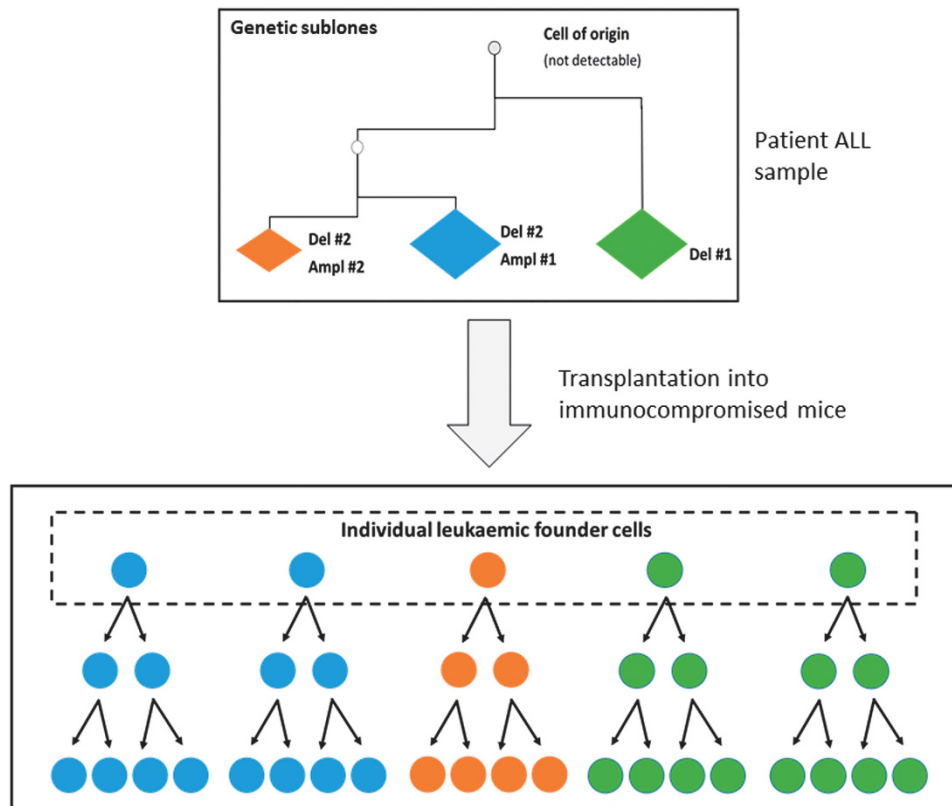 Genetic sublones
Cell of origin
(not detectable)
Patient ALL
sample
Del #2
Ampl #2
Del #2
Ampl #1
Del #1
Transplantation into
immunocompromised mice
Individual leukaemic founder cells